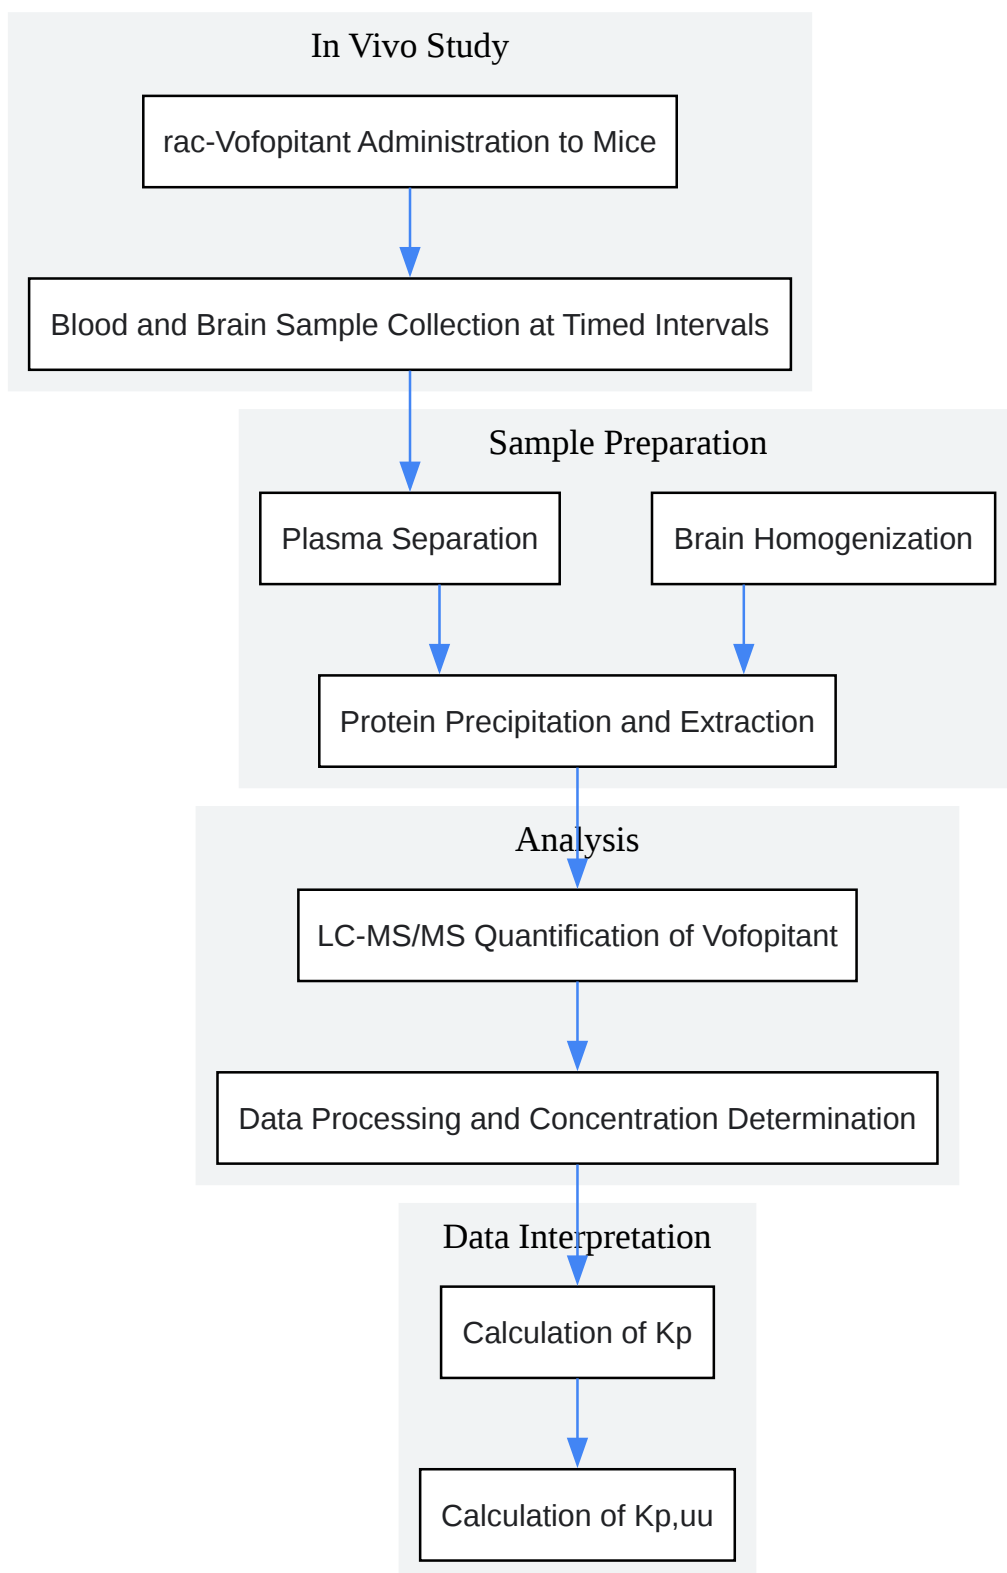 In Vivo Study
rac-Vofopitant Administration to Mice
Blood and Brain Sample Collection at Timed Intervals
Sample Preparation
Plasma Separation
Brain Homogenization
Protein Precipitation and Extraction
Analysis
LC-MS/MS Quantification of Vofopitant
Data Processing and Concentration Determination
Data Interpretation
Calculation of Kp
Calculation of Kp,uu